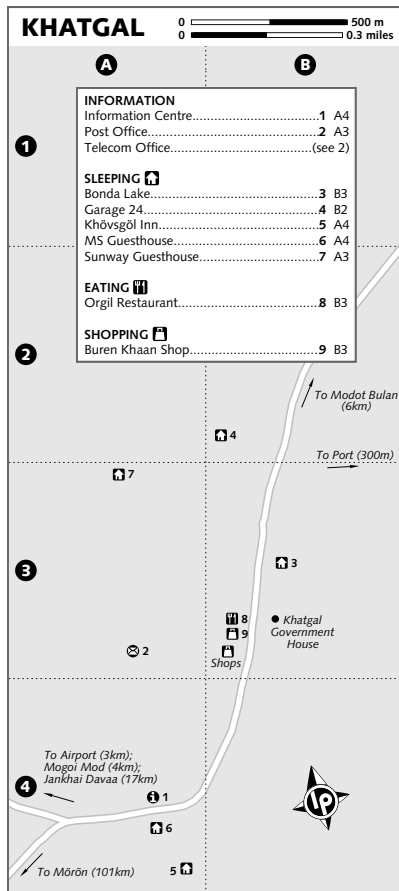 KHATGAL
0 500 m
0 0.3 miles
A B
INFORMATION
Information Centre 1 A4
Post Office 2 A3
Telecom Office (see 2)
SLEEPING
Bonda Lake 3 B3
Garage 24 4 B2
Khövsgöl Inn 5 A4
MS Guesthouse 6 A4
Sunway Guesthouse 7 A3
EATING
Orgil Restaurant 8 B3
SHOPPING
Buren Khaan Shop 9 B3
1
2
To Modot Bulan
(6km)
4
To Port (300m)
7
3
3
8
9
Khatgal
Government
House
2
Shops
To Airport (3km);
Mogoi Mod (4km);
Jankhai Davaa (17km)
4
1
6
lp
To Mörön (101km)
5